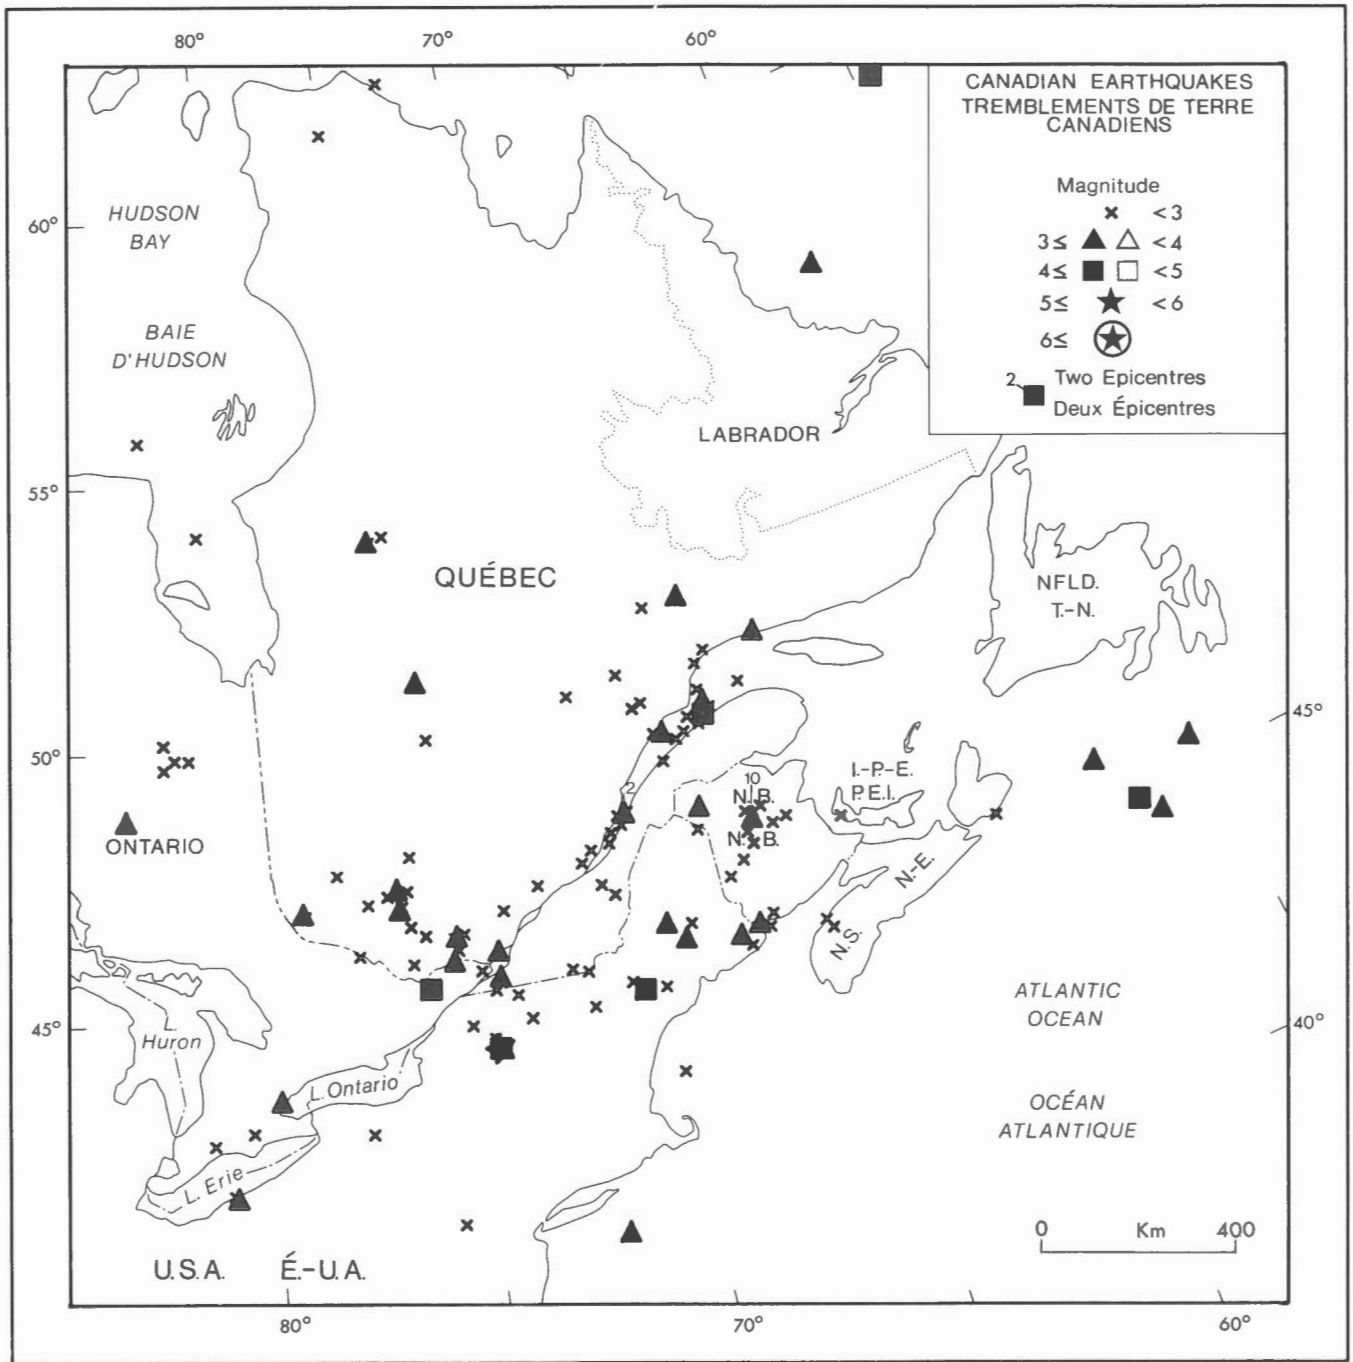 80°
70°
60°
CANADIAN EARTHQUAKES
TREMBLEMENTS DE TERRE
CANADIENS
Magnitude
< 3
3≤ < 4
4≤ < 5
5≤ < 6
6≤
2 Two Epicentres
Deux Épicentres
HUDSON
BAY
60°
BAIE
D'HUDSON
LABRADOR
55°
QUÉBEC
NFLD.
T.-N.
45°
50°
I.-P.-E.
P.E.I.
10
N. B.
2
N. B.
ONTARIO
N.-E.
N.S.
ATLANTIC
OCEAN
40°
45°
Huron
L. Ontario
OCÉAN
ATLANTIQUE
L. Erie
0 Km 400
U.S.A. É.-U.A.
80°
70°
60°